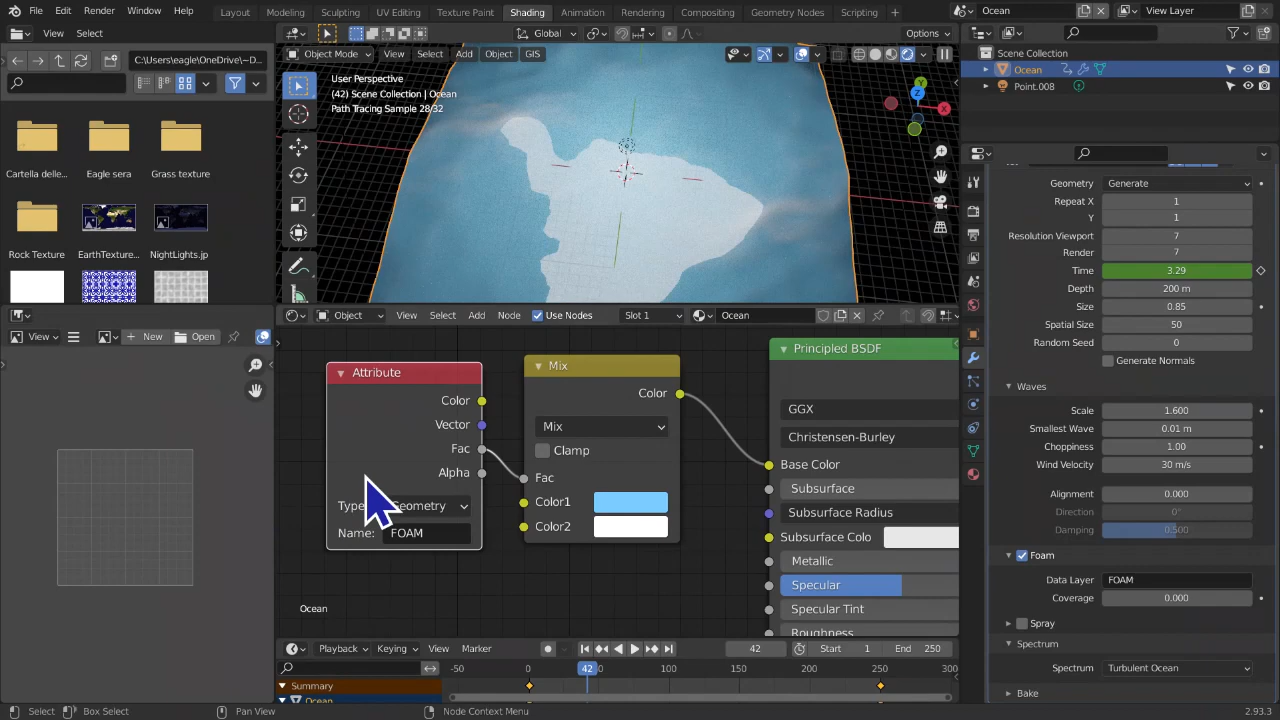 File Edit Render Window Help
Layout Modeling Sculpting UV Editing Texture Paint Shading Animation Rendering Compositing Geometry Nodes Scripting +
Ocean
View Layer
View Select
Global
Options
C:\Users\eagle\OneDrive\~D...
Object Mode View Select Add Object GIS
User Perspective
(42) Scene Collection | Ocean
Path Tracing Sample 28/32
X
Y
Z
Cartella delle...
Eagle sera
Grass texture
Rock Texture
EarthTexture...
NightLights.jp
Scene Collection
Ocean
Point.008
Geometry Generate
Repeat X 1
Y 1
Resolution Viewport 7
Render 7
Time 3.29
Depth 200 m
Size 0.85
Spatial Size 50
Random Seed 0
Generate Normals
Waves
Scale 1.600
Smallest Wave 0.01 m
Choppiness 1.00
Wind Velocity 30 m/s
Alignment 0.000
Direction 0°
Damping 0.500
Foam
Data Layer FOAM
Coverage 0.000
Spray
Spectrum
Spectrum Turbulent Ocean
Bake
View
New
Open
Object View Select Add Node Use Nodes Slot 1 Ocean
Attribute
Color
Vector
Fac
Alpha
Type Geometry
Name: FOAM
Mix
Color
Mix
Clamp
Fac
Color1
Color2
Principled BSDF
GGX
Christensen-Burley
Base Color
Subsurface
Subsurface Radius
Subsurface Colo
Metallic
Specular
Specular Tint
Roughness
Ocean
Playback Keying View Marker
42 Start 1 End 250
-50 0 42 100 150 200 250 300
Summary
Ocean
Select
Box Select
Pan View
Node Context Menu
2.93.3